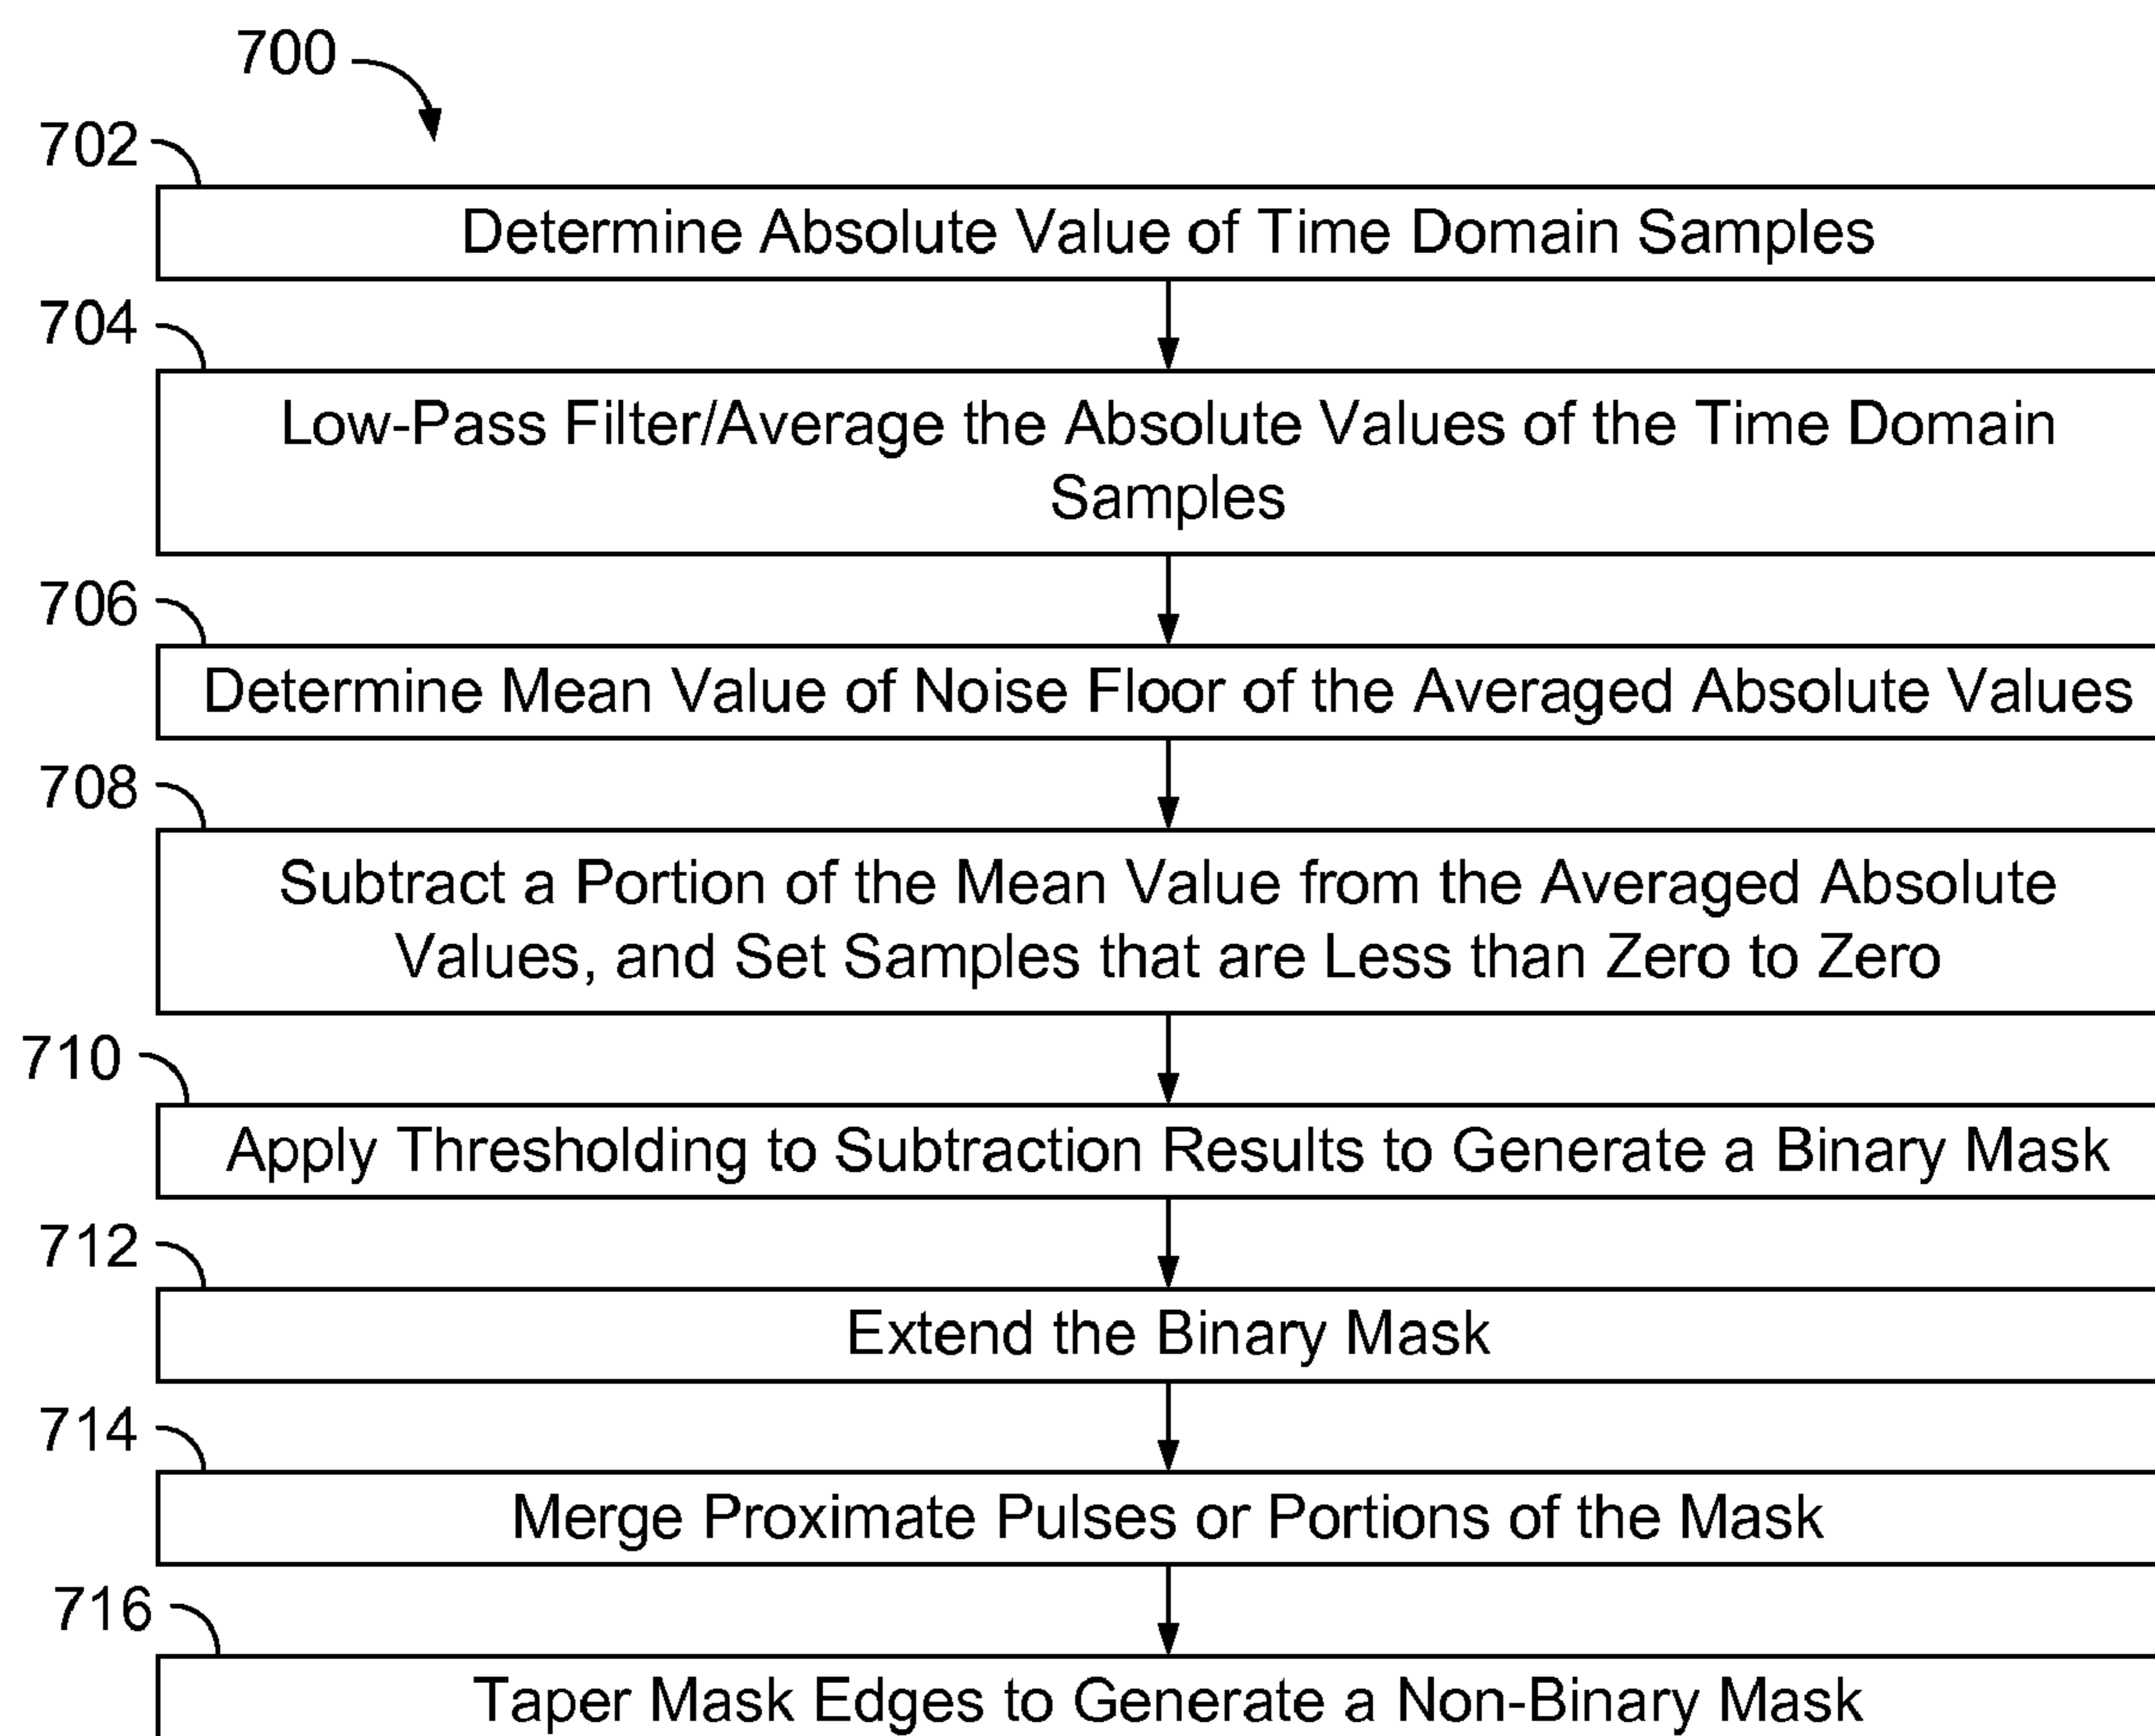 700
702
Determine Absolute Value of Time Domain Samples
704
Low-Pass Filter/Average the Absolute Values of the Time Domain
Samples
706
Determine Mean Value of Noise Floor of the Averaged Absolute Values
708
Subtract a Portion of the Mean Value from the Averaged Absolute
Values, and Set Samples that are Less than Zero to Zero
710
Apply Thresholding to Subtraction Results to Generate a Binary Mask
712
Extend the Binary Mask
714
Merge Proximate Pulses or Portions of the Mask
716
Taper Mask Edges to Generate a Non-Binary Mask